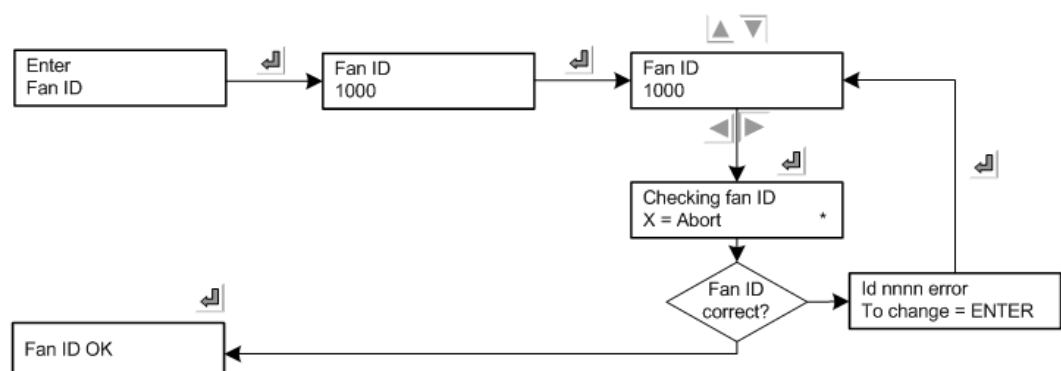 Enter
Fan ID
Fan ID
1000
Fan ID
1000
Checking fan ID
X = Abort *
Fan ID
correct?
Id nnnn error
To change = ENTER
Fan ID OK